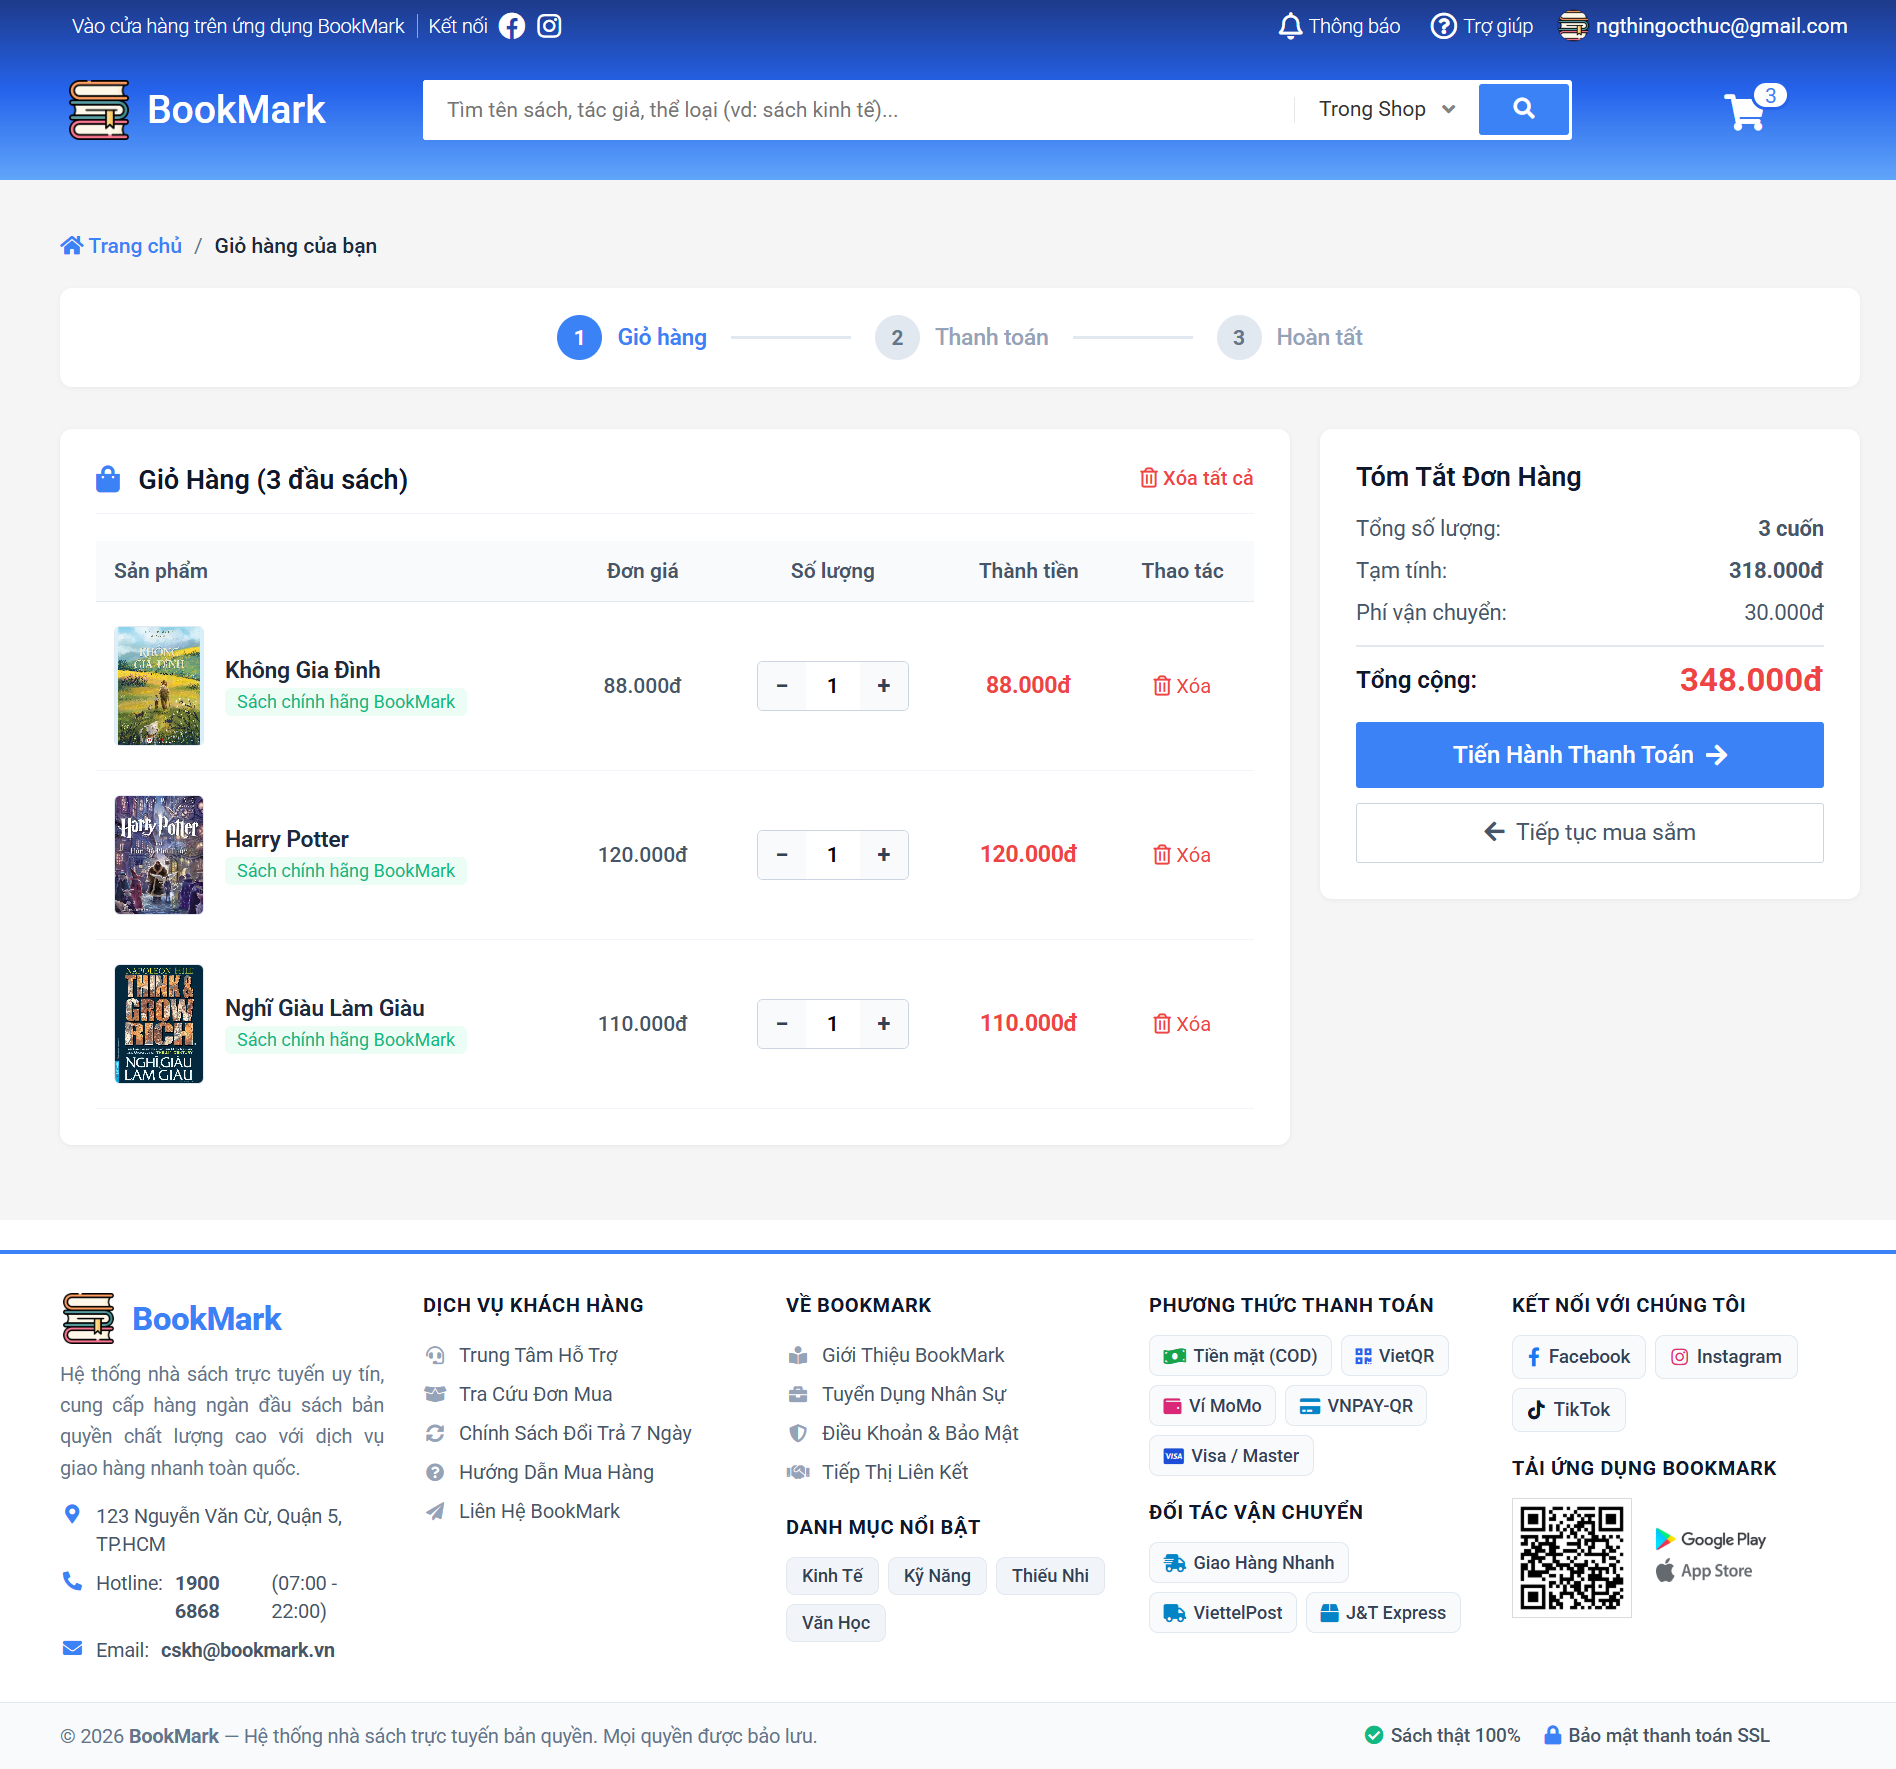 Vào cửa hàng trên ứng dụng BookMark
Kết nối
Thông báo
Trợ giúp
ngthingocthuc@gmail.com
BookMark
Tìm tên sách, tác giả, thể loại (vd: sách kinh tế)...
Trong Shop
3
Trang chủ / Giỏ hàng của bạn
1 Giỏ hàng
2 Thanh toán
3 Hoàn tất
Giỏ Hàng (3 đầu sách)
Xóa tất cả
Sản phẩm Đơn giá Số lượng Thành tiền Thao tác
KHÔNG
GIA ĐÌNH
Không Gia Đình
Sách chính hãng BookMark
88.000đ
− 1 +
88.000đ
Xóa
Harry Potter
Harry Potter
Sách chính hãng BookMark
120.000đ
− 1 +
120.000đ
Xóa
NAPOLEON HILL
THINK &
GROW
RICH
NGHĨ GIÀU
LÀM GIÀU
Nghĩ Giàu Làm Giàu
Sách chính hãng BookMark
110.000đ
− 1 +
110.000đ
Xóa
Tóm Tắt Đơn Hàng
Tổng số lượng: 3 cuốn
Tạm tính: 318.000đ
Phí vận chuyển: 30.000đ
Tổng cộng: 348.000đ
Tiến Hành Thanh Toán
Tiếp tục mua sắm
BookMark
Hệ thống nhà sách trực tuyến uy tín,
cung cấp hàng ngàn đầu sách bản
quyền chất lượng cao với dịch vụ
giao hàng nhanh toàn quốc.
123 Nguyễn Văn Cừ, Quận 5,
TP.HCM
Hotline: 1900 (07:00 -
6868 22:00)
Email: cskh@bookmark.vn
DỊCH VỤ KHÁCH HÀNG
Trung Tâm Hỗ Trợ
Tra Cứu Đơn Mua
Chính Sách Đổi Trả 7 Ngày
Hướng Dẫn Mua Hàng
Liên Hệ BookMark
VỀ BOOKMARK
Giới Thiệu BookMark
Tuyển Dụng Nhân Sự
Điều Khoản & Bảo Mật
Tiếp Thị Liên Kết
DANH MỤC NỔI BẬT
Kinh Tế Kỹ Năng Thiếu Nhi
Văn Học
PHƯƠNG THỨC THANH TOÁN
Tiền mặt (COD) VietQR
Ví MoMo VNPAY-QR
VISA Visa / Master
ĐỐI TÁC VẬN CHUYỂN
Giao Hàng Nhanh
ViettelPost J&T Express
KẾT NỐI VỚI CHÚNG TÔI
Facebook Instagram
TikTok
TẢI ỨNG DỤNG BOOKMARK
Google Play
App Store
© 2026 BookMark — Hệ thống nhà sách trực tuyến bản quyền. Mọi quyền được bảo lưu.
Sách thật 100%
Bảo mật thanh toán SSL